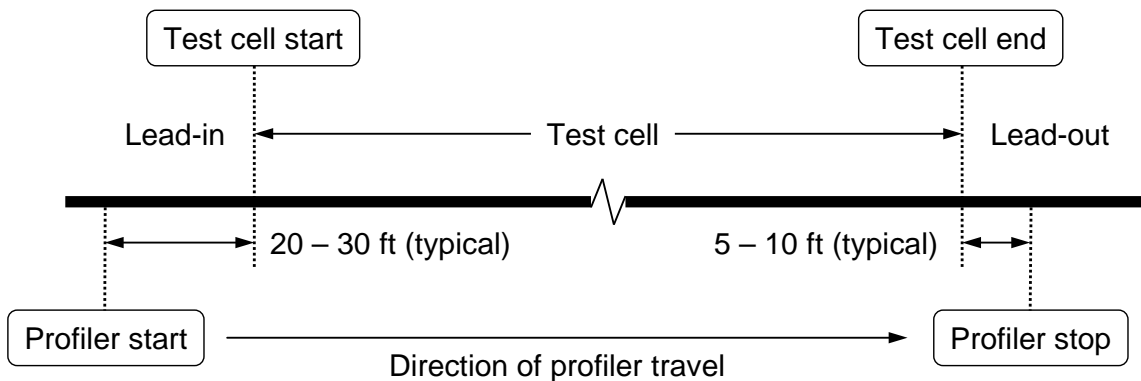 Test cell start
Test cell end
Lead-in
Test cell
Lead-out
20 – 30 ft (typical)
5 – 10 ft (typical)
Profiler start
Profiler stop
Direction of profiler travel